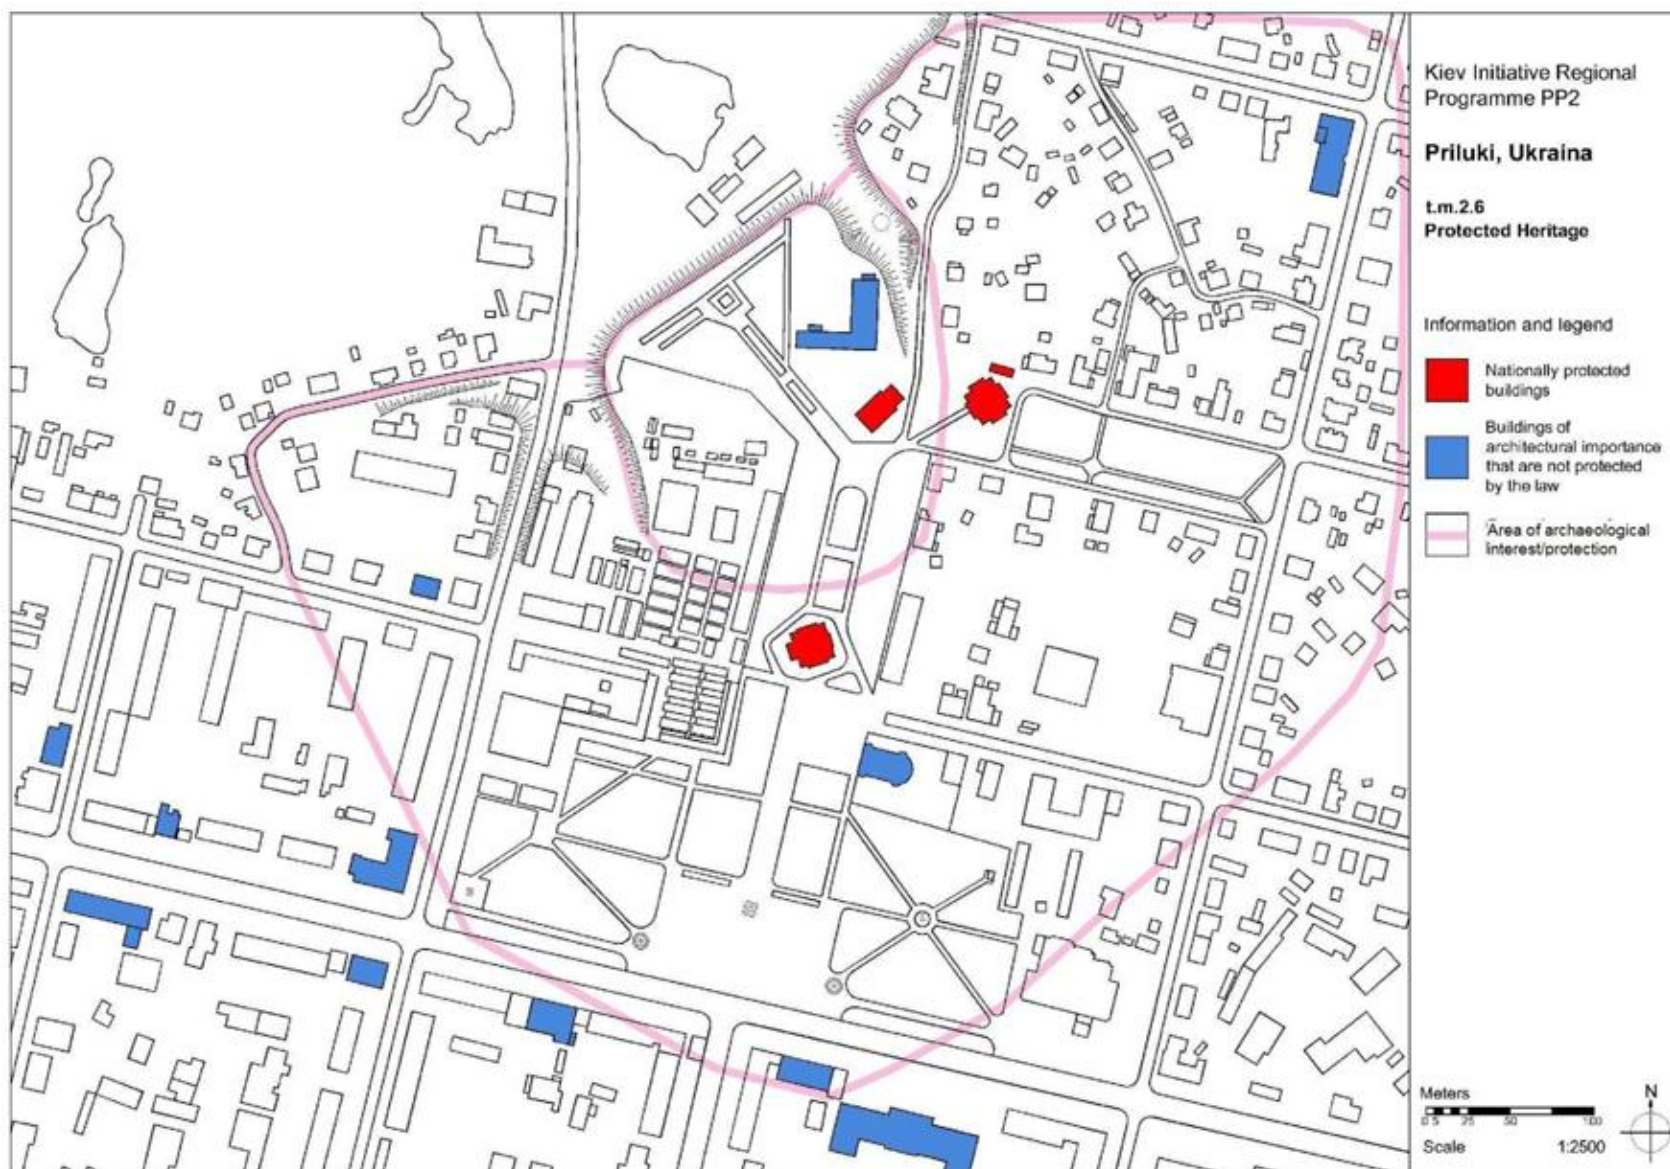 Kiev Initiative Regional
Programme PP2
Priluki, Ukraina
t.m.2.6
Protected Heritage
Information and legend
Nationally protected
buildings
Buildings of
architectural importance
that are not protected
by the law
Area of archaeological
interest/protection
Meters
0 5 25 50 100
Scale 1:2500
N